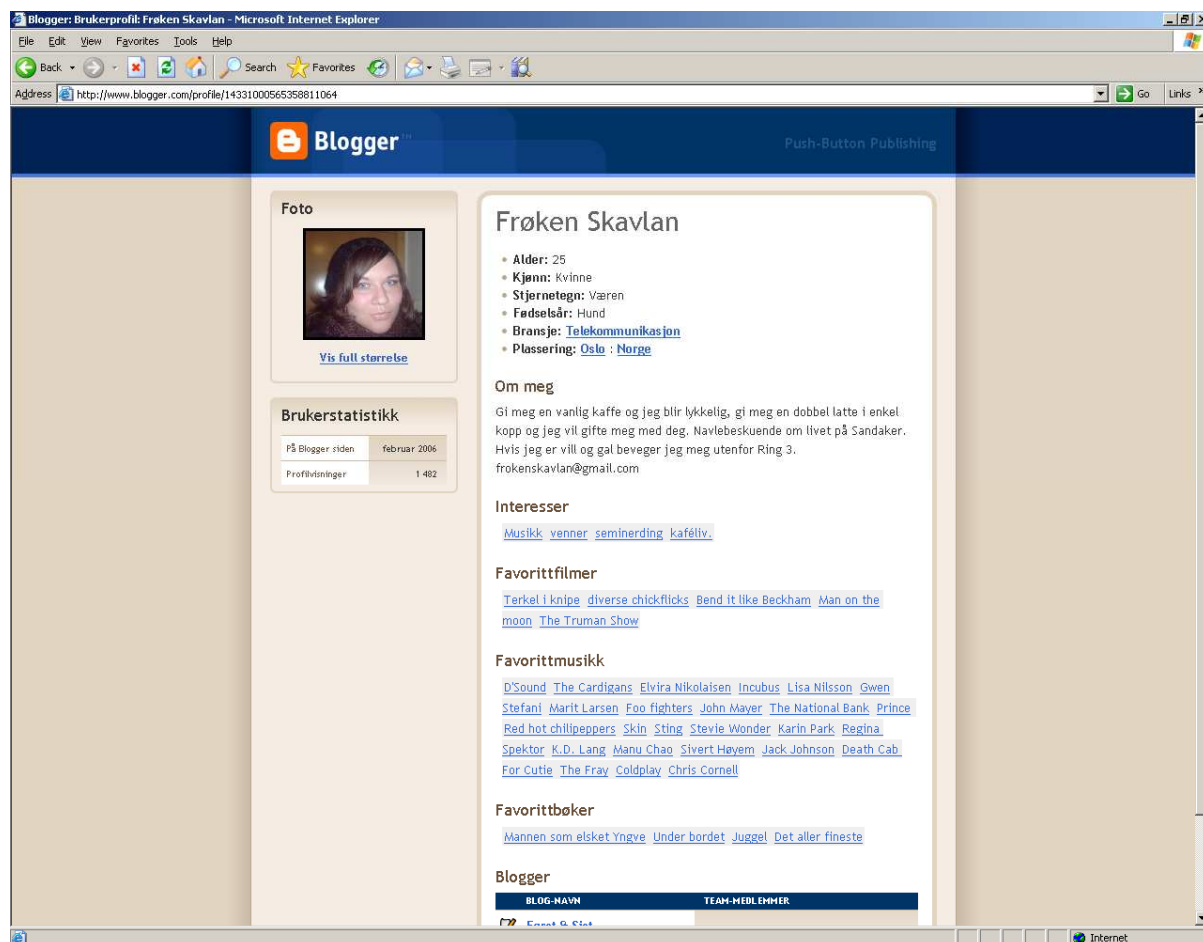 Blogger: Brukerprofil: Frøken Skavlan - Microsoft Internet Explorer
File Edit View Favorites Tools Help
Back Search Favorites
Address http://www.blogger.com/profile/14331000565358811064 Go Links
Blogger™
Push-Button Publishing
Foto
Vis full størrelse
Brukerstatistikk
På Blogger siden februar 2006
Profilvisninger 1 482
Frøken Skavlan
Alder: 25
Kjønn: Kvinne
Stjernetegn: Væren
Fødselsår: Hund
Bransje: Telekommunikasjon
Plassering: Oslo : Norge
Om meg
Gi meg en vanlig kaffe og jeg blir lykkelig, gi meg en dobbel latte i enkel
kopp og jeg vil gifte meg med deg. Navlebeskuende om livet på Sandaker.
Hvis jeg er vill og gal beveger jeg meg utenfor Ring 3.
frokenskavlan@gmail.com
Interesser
Musikk venner seminerding kaféliv.
Favorittfilmer
Terkel i knipe diverse chickflicks Bend it like Beckham Man on the
moon The Truman Show
Favorittmusikk
D'Sound The Cardigans Elvira Nikolaisen Incubus Lisa Nilsson Gwen
Stefani Marit Larsen Foo fighters John Mayer The National Bank Prince
Red hot chilipeppers Skin Sting Stevie Wonder Karin Park Regina
Spektor K.D. Lang Manu Chao Sivert Høyem Jack Johnson Death Cab
For Cutie The Fray Coldplay Chris Cornell
Favorittbøker
Mannen som elsket Yngve Under bordet Juggel Det aller fineste
Blogger
BLOG-NAVN TEAM-MEDLEMMER
Internet